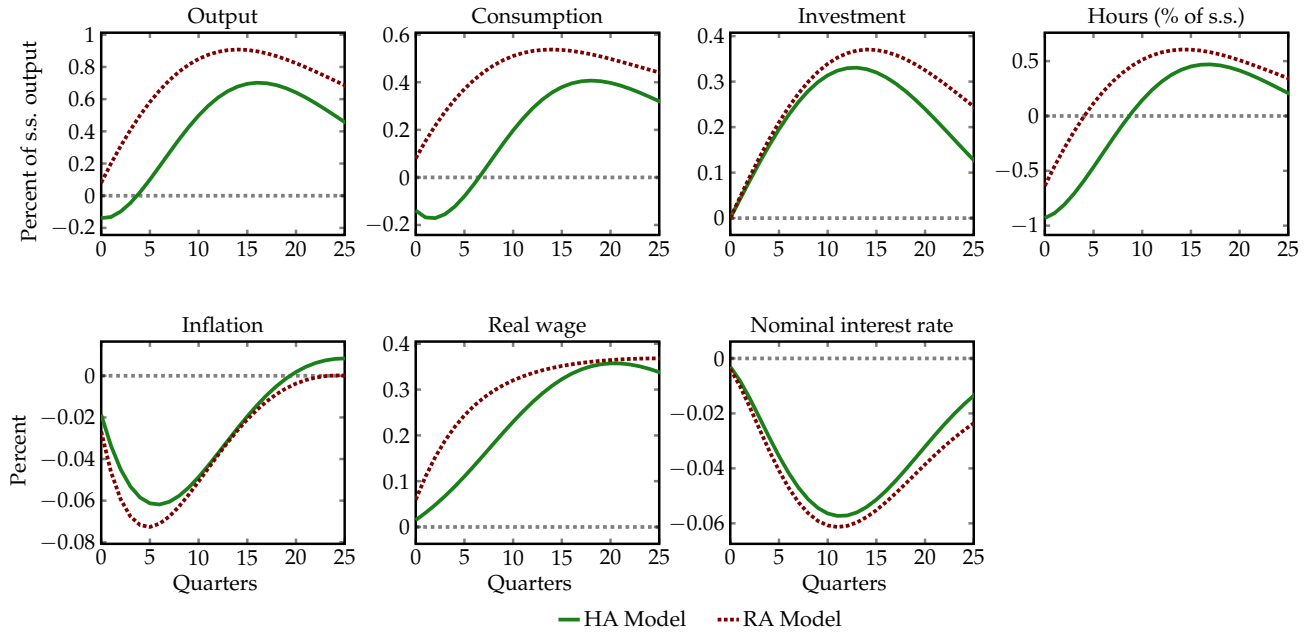 Output
Consumption
Investment
Hours (% of s.s.)
Percent of s.s. output
1
0.8
0.6
0.4
0.2
0
−0.2
0 5 10 15 20 25
0.6
0.4
0.2
0
−0.2
0 5 10 15 20 25
0.4
0.3
0.2
0.1
0
0 5 10 15 20 25
0.5
0
−0.5
−1
0 5 10 15 20 25
Inflation
Real wage
Nominal interest rate
Percent
0
−0.02
−0.04
−0.06
−0.08
0 5 10 15 20 25
Quarters
0.4
0.3
0.2
0.1
0
0 5 10 15 20 25
Quarters
0
−0.02
−0.04
−0.06
0 5 10 15 20 25
Quarters
HA Model RA Model